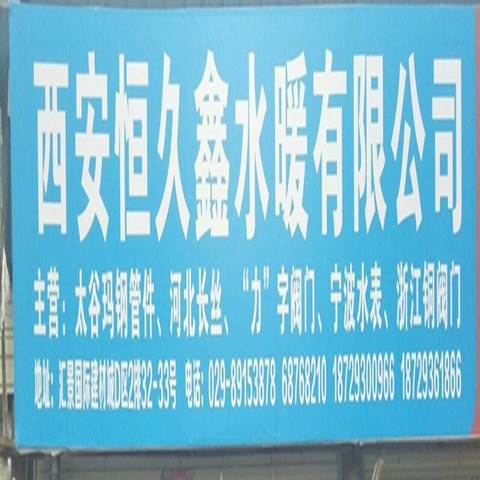 西安恒久鑫水暖有限公司
主营：太谷玛钢管件、河北长丝、“力”字阀门、宁波水表、浙江铜阀门
地址：汇景国际建材城D区2排32-33号 电话：029-89153878 68768210 18729300966 18729361866